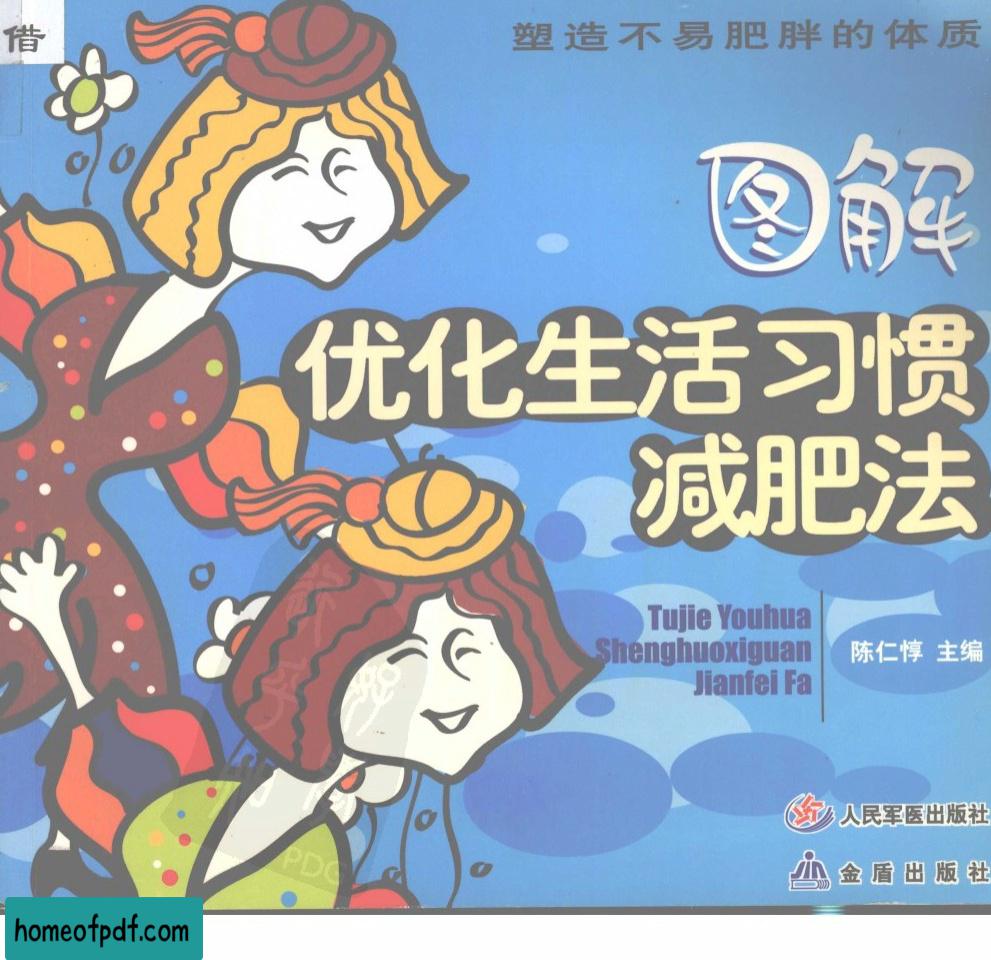 借
塑造不易肥胖的体质
图解
优化生活习惯
减肥法
Tujie Youhua
Shenghuoxiguan
Jianfei Fa
陈仁惇 主编
人民军医出版社
金盾出版社
PDG
homeofpdf.com